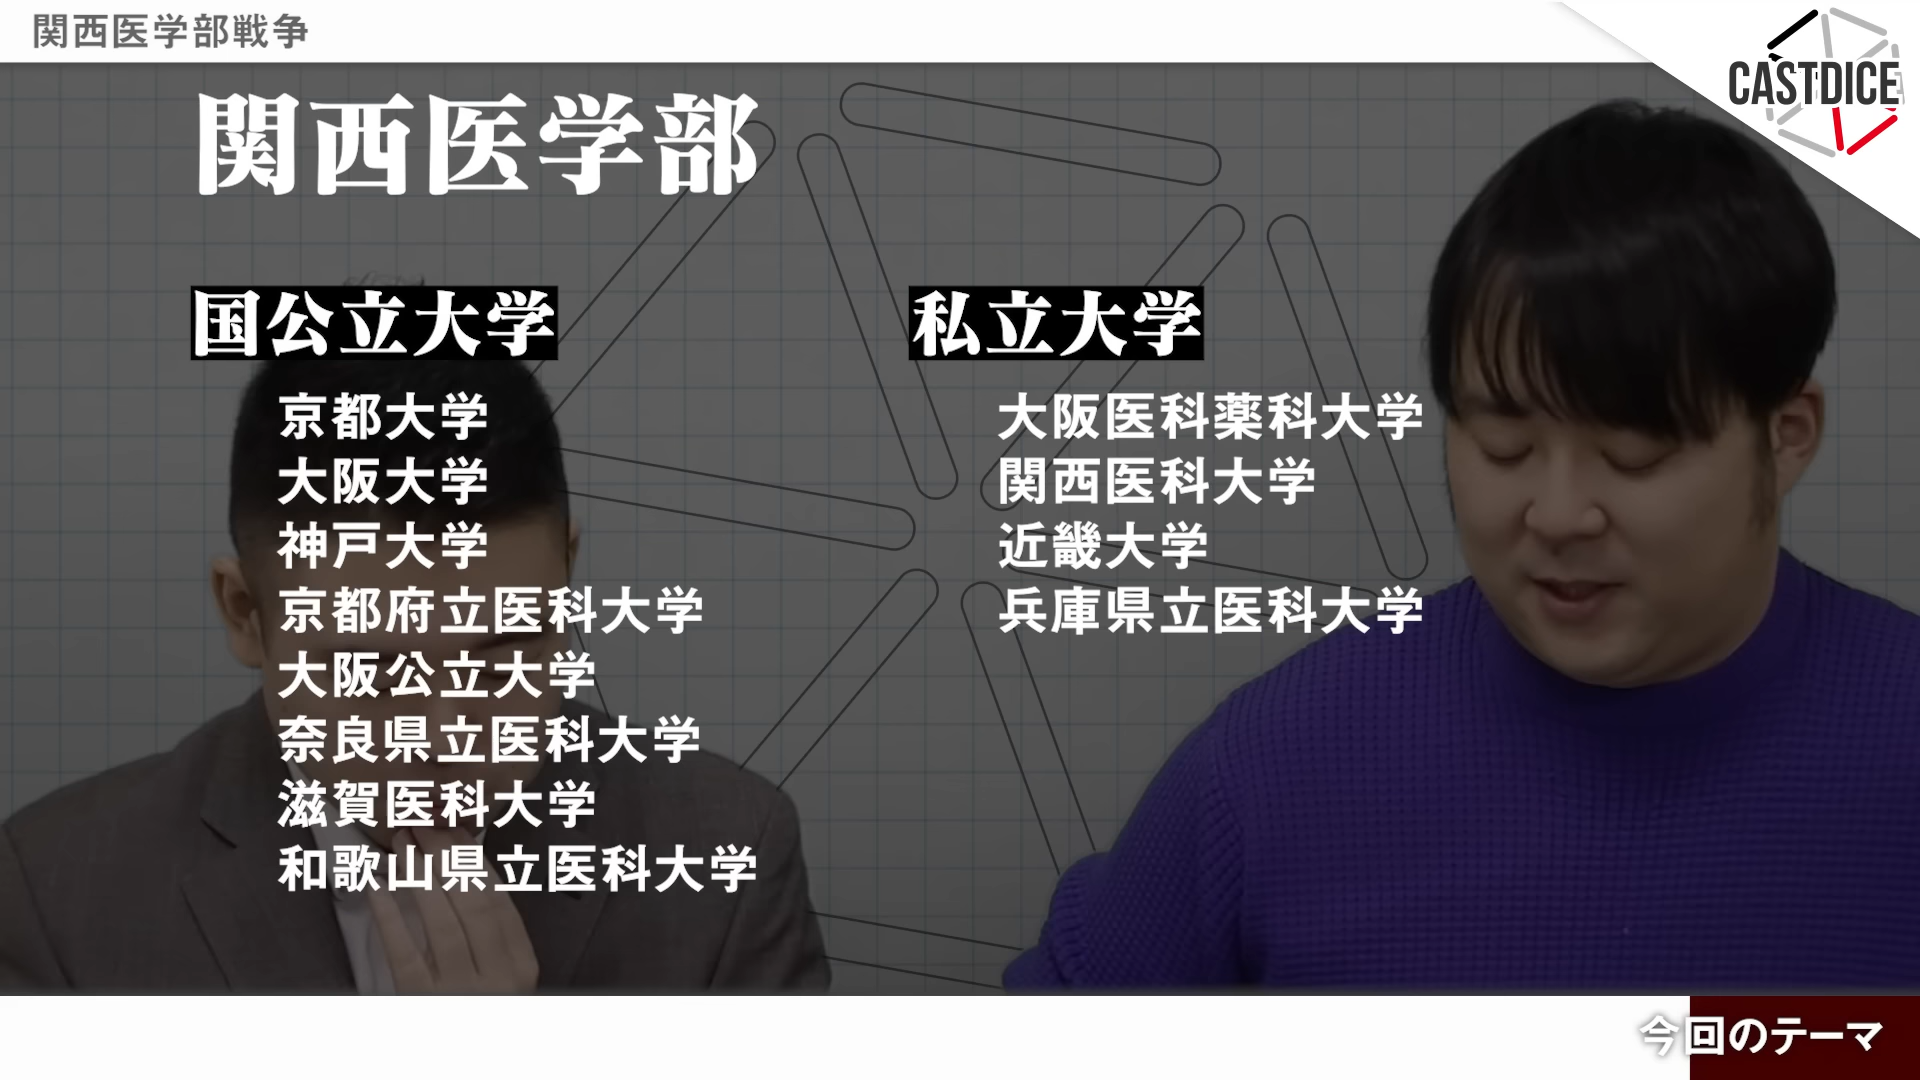 関西医学部戦争
CASTDICE
関西医学部
国公立大学
京都大学
大阪大学
神戸大学
京都府立医科大学
大阪公立大学
奈良県立医科大学
滋賀医科大学
和歌山県立医科大学
私立大学
大阪医科薬科大学
関西医科大学
近畿大学
兵庫県立医科大学
今回のテーマ